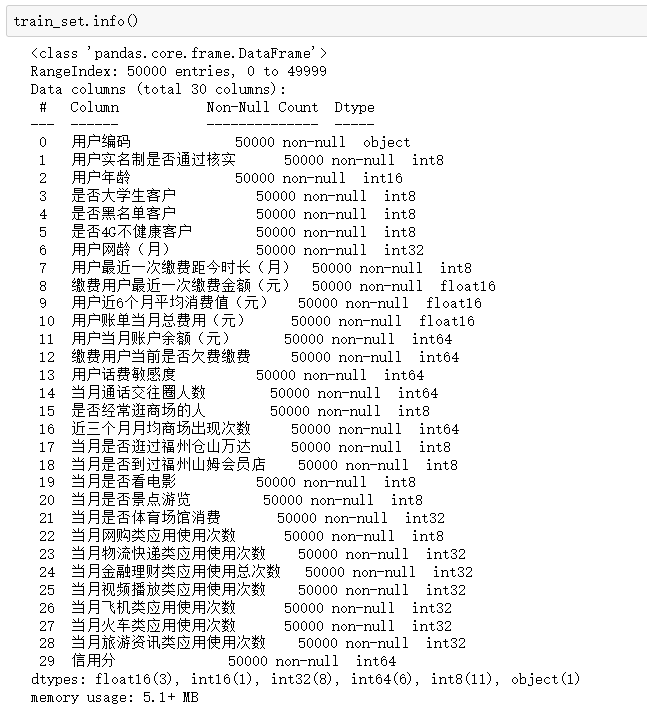 train_set.info()
<class 'pandas.core.frame.DataFrame'>
RangeIndex: 50000 entries, 0 to 49999
Data columns (total 30 columns):
 #   Column   Non-Null Count  Dtype
---  ------   --------------  -----
 0   用户编码   50000 non-null  object
 1   用户实名制是否通过核实   50000 non-null  int8
 2   用户年龄   50000 non-null  int16
 3   是否大学生客户   50000 non-null  int8
 4   是否黑名单客户   50000 non-null  int8
 5   是否4G不健康客户   50000 non-null  int8
 6   用户网龄（月）   50000 non-null  int32
 7   用户最近一次缴费距今时长（月）   50000 non-null  int8
 8   缴费用户最近一次缴费金额（元）   50000 non-null  float16
 9   用户近6个月平均消费值（元）   50000 non-null  float16
 10  用户账单当月总费用（元）   50000 non-null  float16
 11  用户当月账户余额（元）   50000 non-null  int64
 12  缴费用户当前是否欠费缴费   50000 non-null  int64
 13  用户话费敏感度   50000 non-null  int64
 14  当月通话交往圈人数   50000 non-null  int64
 15  是否经常逛商场的人   50000 non-null  int8
 16  近三个月月均商场出现次数   50000 non-null  int64
 17  当月是否逛过福州仓山万达   50000 non-null  int8
 18  当月是否到过福州山姆会员店   50000 non-null  int8
 19  当月是否看电影   50000 non-null  int8
 20  当月是否景点游览   50000 non-null  int8
 21  当月是否体育场馆消费   50000 non-null  int32
 22  当月网购类应用使用次数   50000 non-null  int8
 23  当月物流快递类应用使用次数   50000 non-null  int32
 24  当月金融理财类应用使用总次数   50000 non-null  int32
 25  当月视频播放类应用使用次数   50000 non-null  int32
 26  当月飞机类应用使用次数   50000 non-null  int32
 27  当月火车类应用使用次数   50000 non-null  int32
 28  当月旅游资讯类应用使用次数   50000 non-null  int32
 29  信用分   50000 non-null  int64
dtypes: float16(3), int16(1), int32(8), int64(6), int8(11), object(1)
memory usage: 5.1+ MB